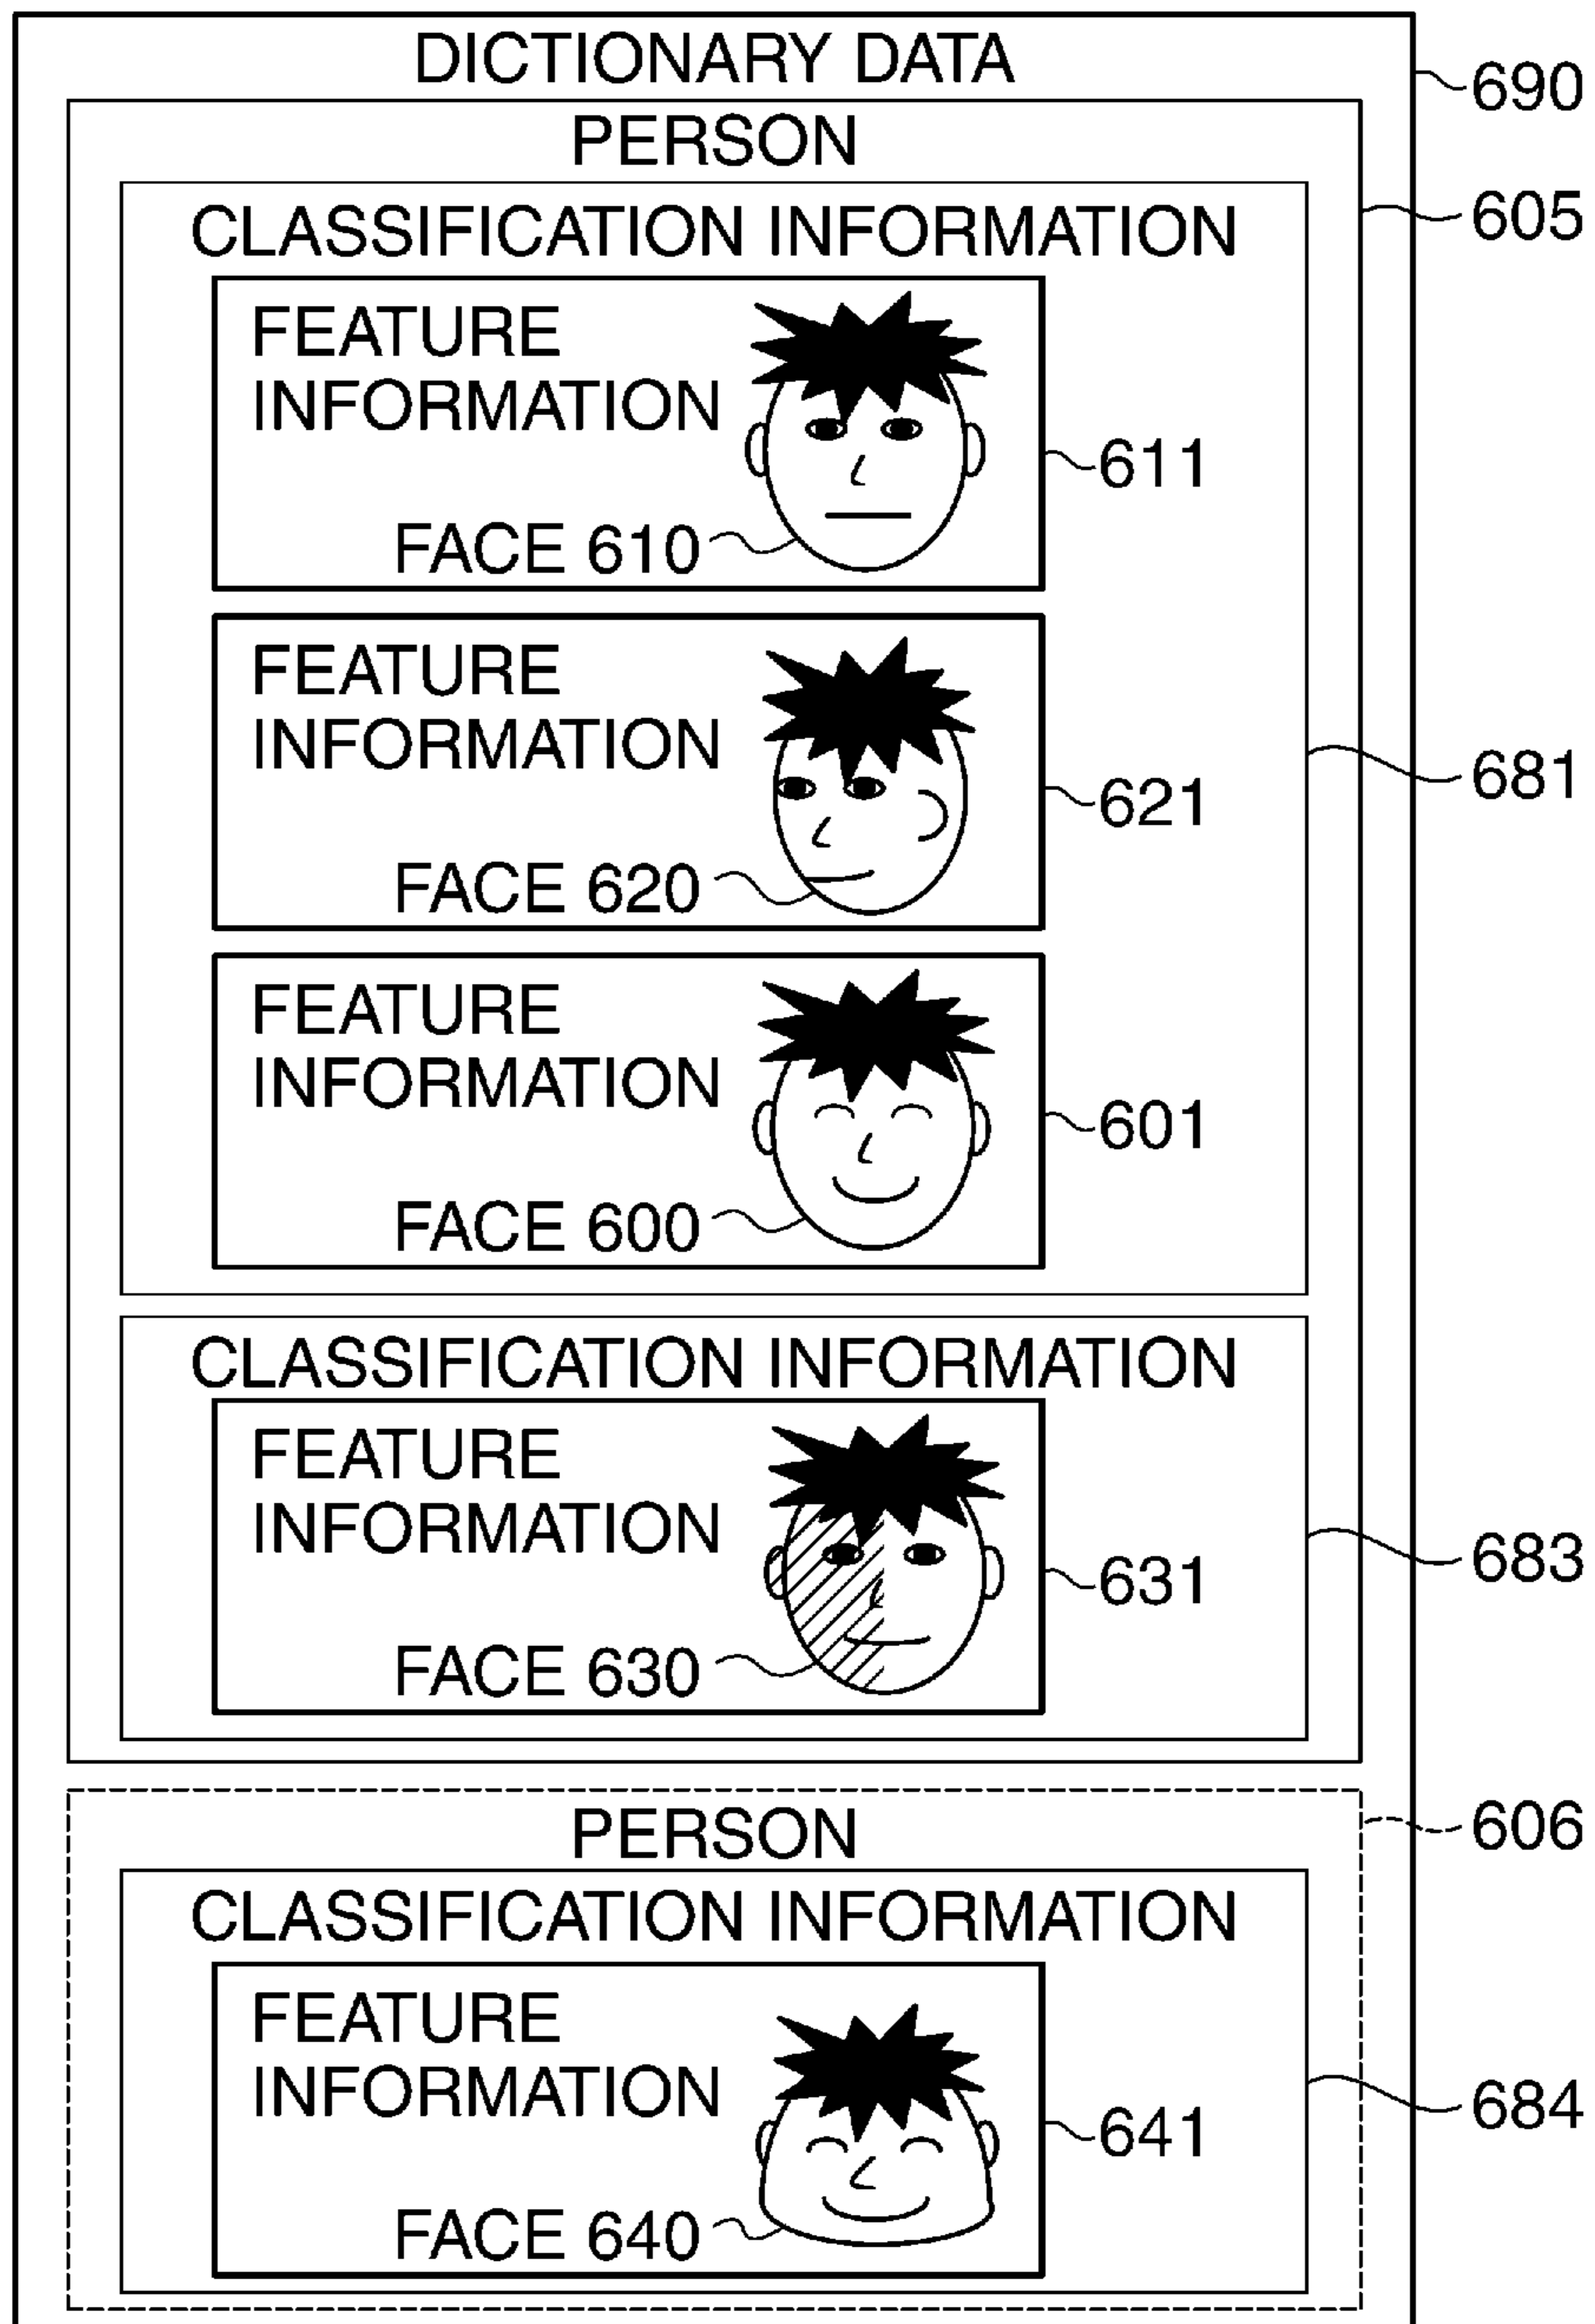 DICTIONARY DATA
690
PERSON
605
CLASSIFICATION INFORMATION
FEATURE
INFORMATION
611
FACE 610
FEATURE
INFORMATION
681
621
FACE 620
FEATURE
INFORMATION
601
FACE 600
CLASSIFICATION INFORMATION
FEATURE
INFORMATION
683
631
FACE 630
PERSON
606
CLASSIFICATION INFORMATION
FEATURE
INFORMATION
684
641
FACE 640